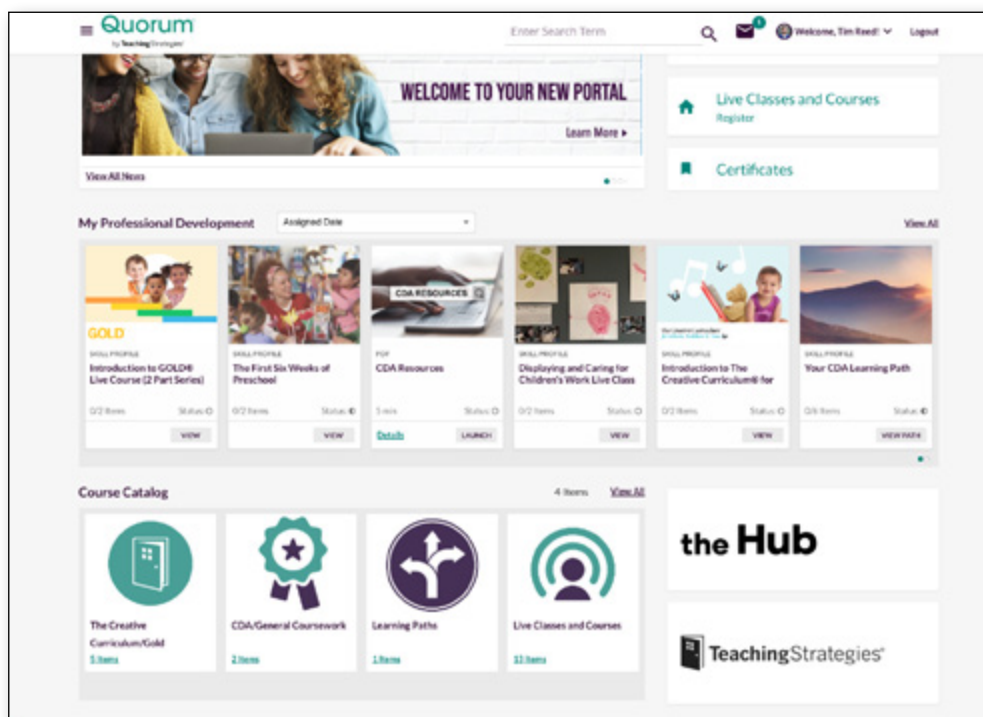 Quorum
by TeachingStrategies®
Enter Search Term
1
Welcome, Tim Reed!
Logout
WELCOME TO YOUR NEW PORTAL
Learn More
View All News
Live Classes and Courses
Register
Certificates
My Professional Development
Assigned Date
View All
GOLD
SKILL PROFILE
Introduction to GOLD®
Live Course (2 Part Series)
0/2 Items
Status:
VIEW
SKILL PROFILE
The First Six Weeks of
Preschool
0/2 Items
Status:
VIEW
CDA RESOURCES
PDF
CDA Resources
5 min
Status:
Details
LAUNCH
SKILL PROFILE
Displaying and Caring for
Children's Work Live Class
0/2 Items
Status:
VIEW
SKILL PROFILE
Introduction to The
Creative Curriculum® for
0/2 Items
Status:
VIEW
SKILL PROFILE
Your CDA Learning Path
0/6 Items
Status:
VIEW PATH
Course Catalog
4 Items
View All
The Creative
Curriculum/Gold
5 Items
CDA/General Coursework
2 Items
Learning Paths
1 Items
Live Classes and Courses
13 Items
the Hub
TeachingStrategies®